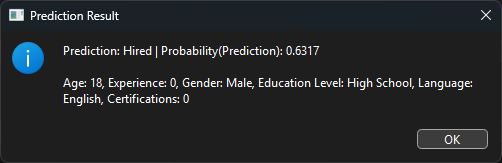 Prediction Result
Prediction: Hired | Probability(Prediction): 0.6317
Age: 18, Experience: 0, Gender: Male, Education Level: High School, Language:
English, Certifications: 0
OK